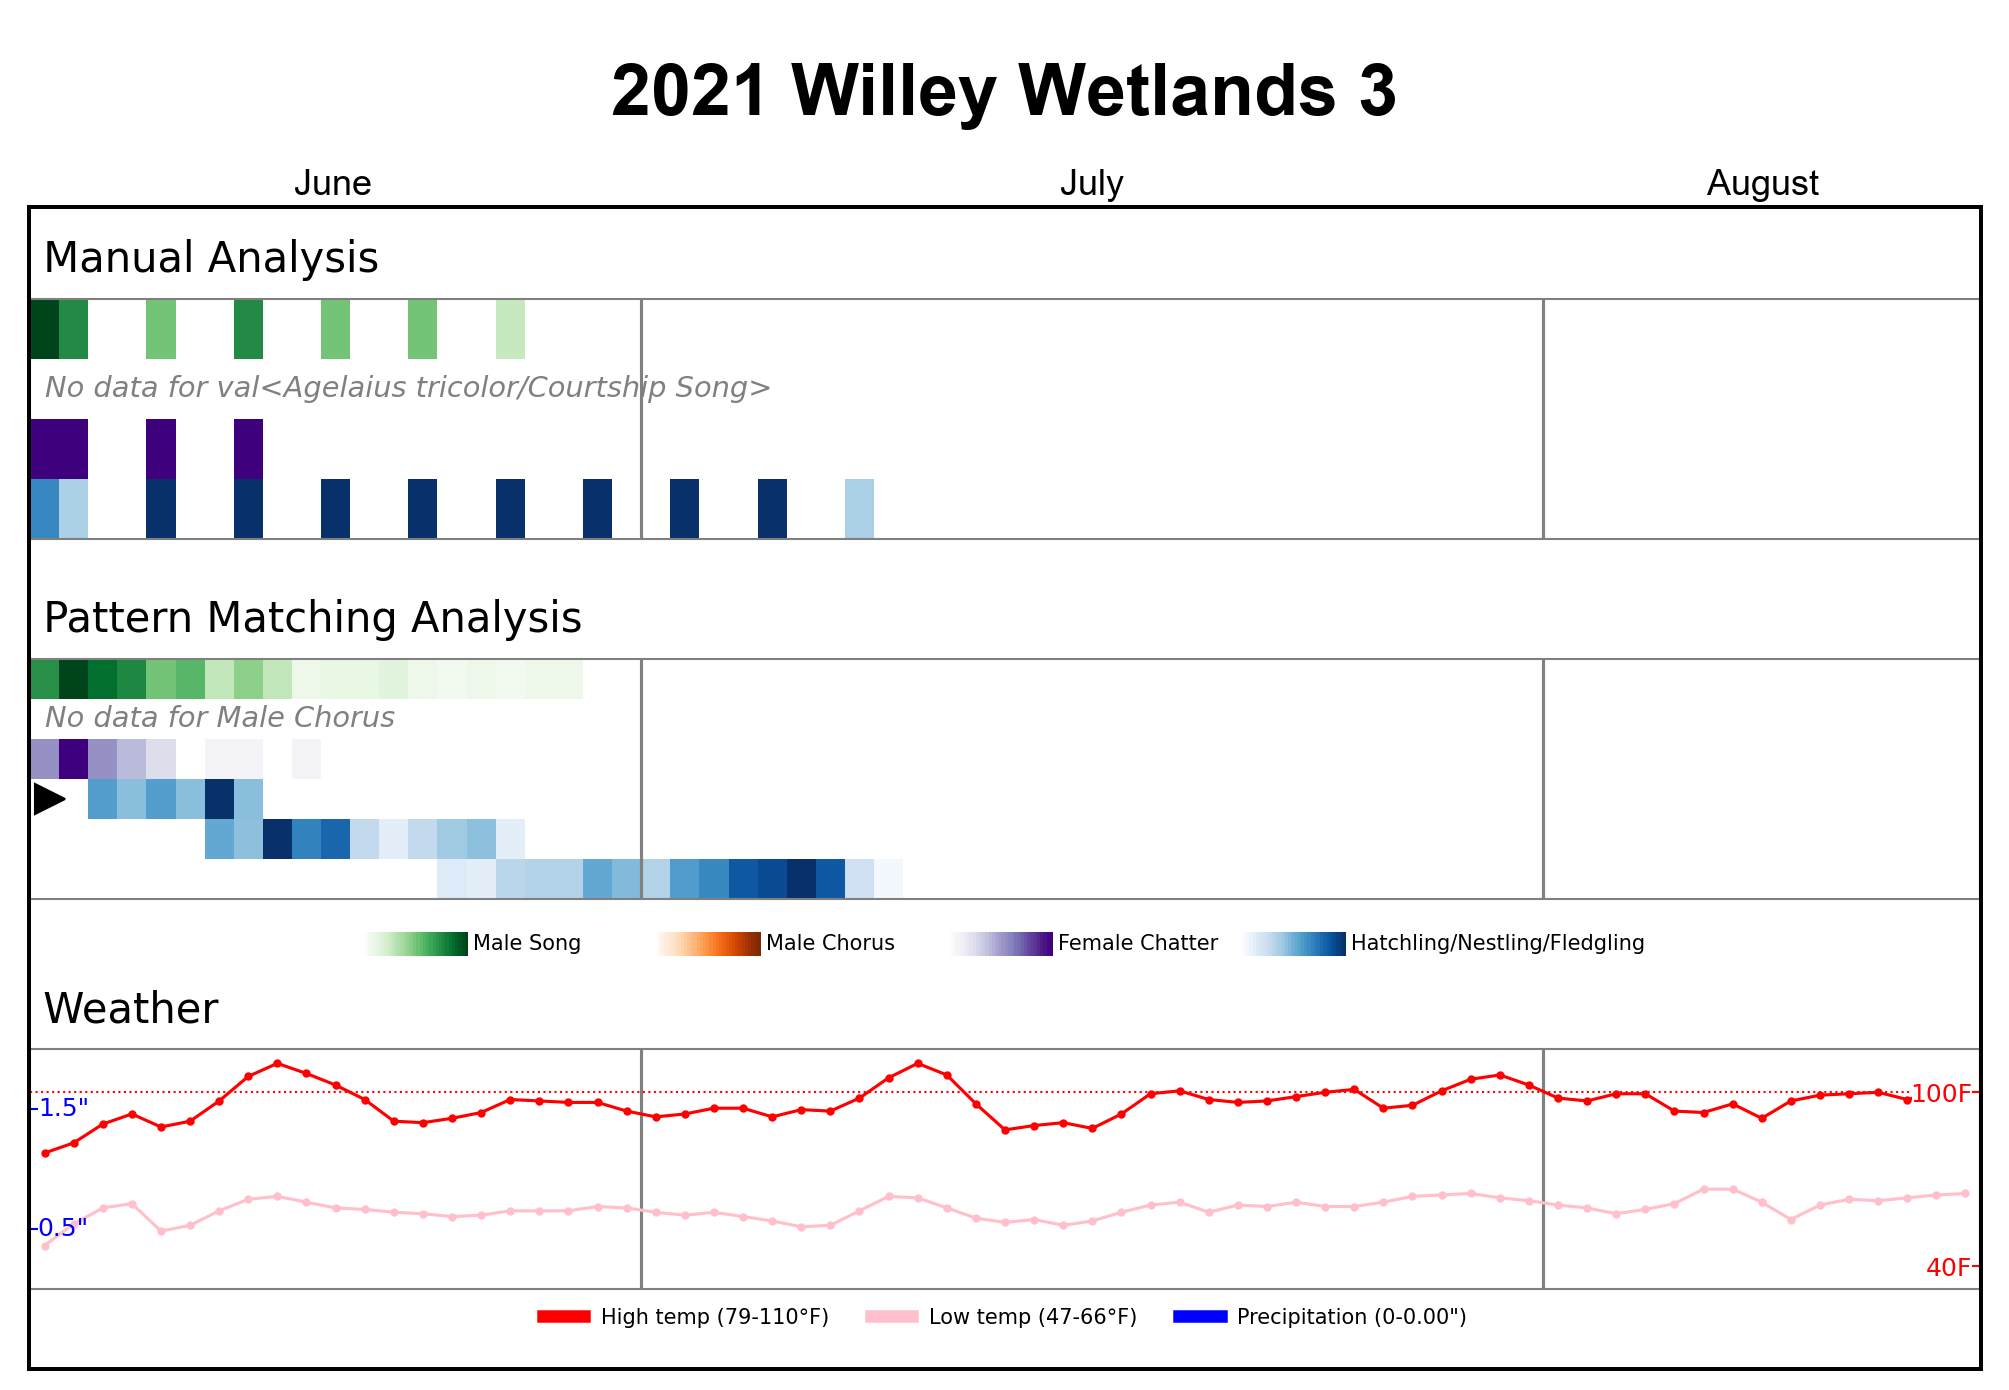 2021 Willey Wetlands 3
June July August
Manual Analysis
No data for val<Agelaius tricolor/Courtship Song>
Pattern Matching Analysis
No data for Male Chorus
Male Song Male Chorus Female Chatter Hatchling/Nestling/Fledgling
Weather
1.5" 100F
0.5"
40F
High temp (79-110°F) Low temp (47-66°F) Precipitation (0-0.00")